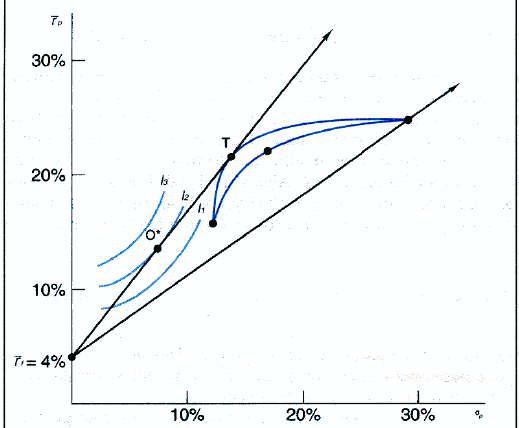 r̅ₚ
30%
T
20%
I₃
I₂
I₁
O*
10%
r̅f = 4%
10%
20%
30%
σₚ